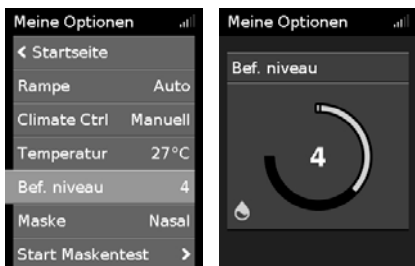 Meine Optionen
< Startseite
Rampe Auto
Climate Ctrl Manuell
Temperatur 27°C
Bef. niveau 4
Maske Nasal
Start Maskentest >
Meine Optionen
Bef. niveau
4